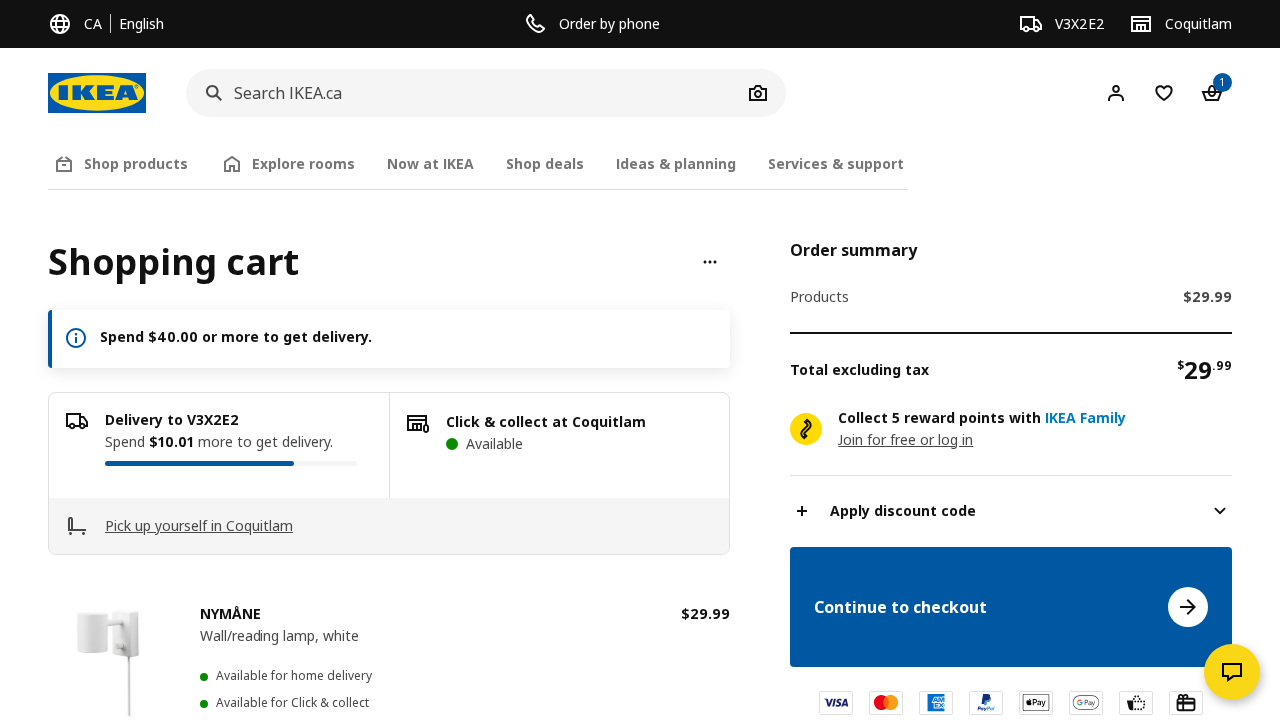 CA English
Order by phone
V3X2E2
Coquitlam
IKEA
Search IKEA.ca
1
Shop products
Explore rooms
Now at IKEA
Shop deals
Ideas & planning
Services & support
Shopping cart
Spend $40.00 or more to get delivery.
Delivery to V3X2E2
Spend $10.01 more to get delivery.
Click & collect at Coquitlam
Available
Pick up yourself in Coquitlam
NYMÅNE
$29.99
Wall/reading lamp, white
Available for home delivery
Available for Click & collect
Order summary
Products
$29.99
Total excluding tax
$29.99
Collect 5 reward points with IKEA Family
Join for free or log in
Apply discount code
Continue to checkout
VISA
AMEX
PayPal
Pay
G Pay